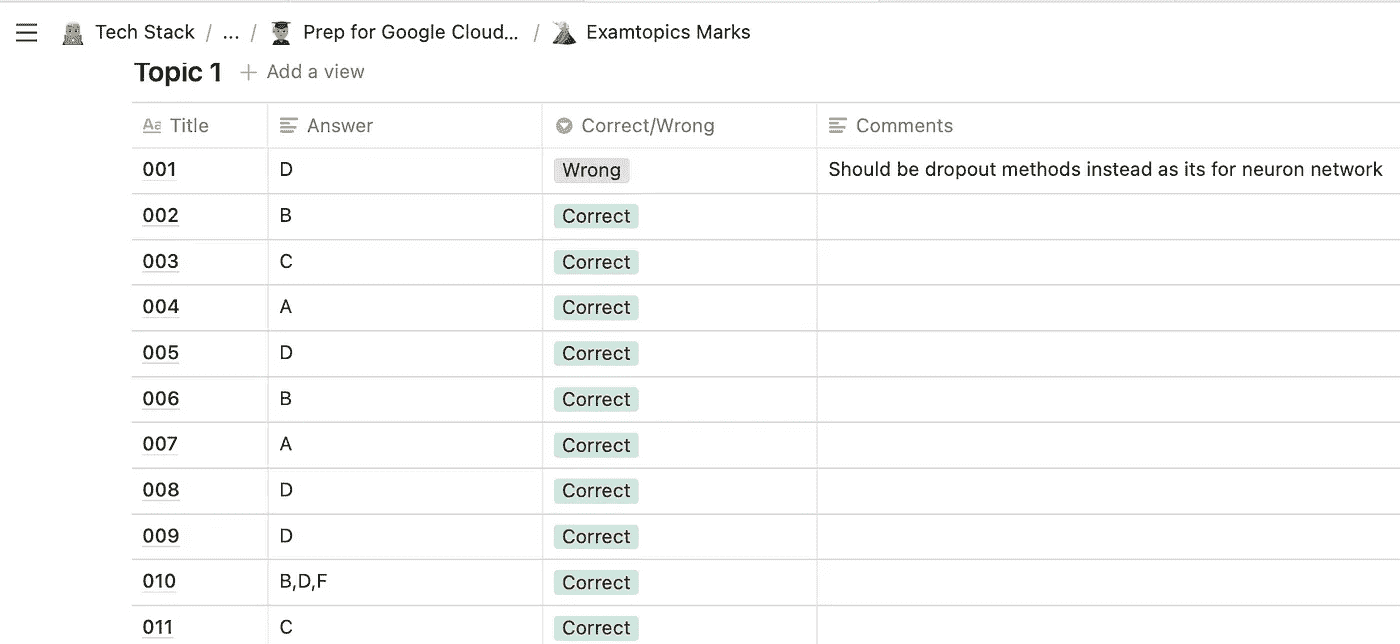 Tech Stack / ... / Prep for Google Cloud... / Examtopics Marks
Topic 1 + Add a view
Aa Title Answer Correct/Wrong Comments
001 D Wrong Should be dropout methods instead as its for neuron network
002 B Correct
003 C Correct
004 A Correct
005 D Correct
006 B Correct
007 A Correct
008 D Correct
009 D Correct
010 B,D,F Correct
011 C Correct